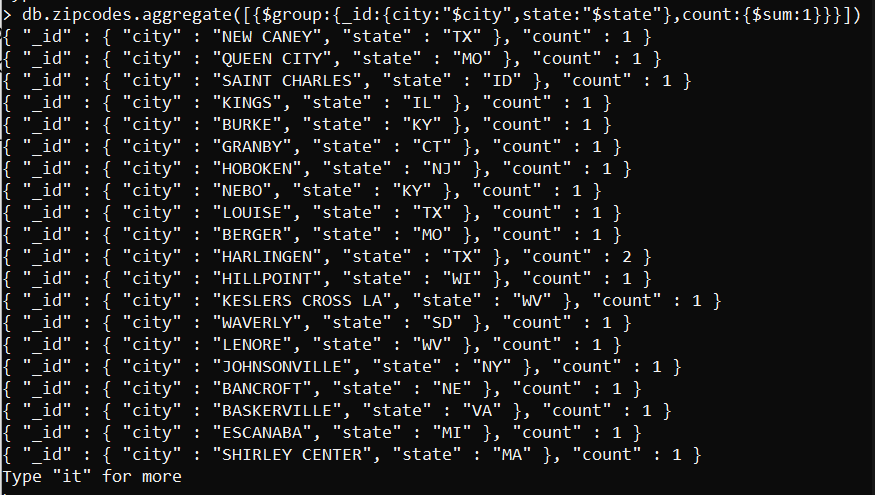 > db.zipcodes.aggregate([{$group:{_id:{city:"$city",state:"$state"},count:{$sum:1}}}])
{ "_id" : { "city" : "NEW CANEY", "state" : "TX" }, "count" : 1 }
{ "_id" : { "city" : "QUEEN CITY", "state" : "MO" }, "count" : 1 }
{ "_id" : { "city" : "SAINT CHARLES", "state" : "ID" }, "count" : 1 }
{ "_id" : { "city" : "KINGS", "state" : "IL" }, "count" : 1 }
{ "_id" : { "city" : "BURKE", "state" : "KY" }, "count" : 1 }
{ "_id" : { "city" : "GRANBY", "state" : "CT" }, "count" : 1 }
{ "_id" : { "city" : "HOBOKEN", "state" : "NJ" }, "count" : 1 }
{ "_id" : { "city" : "NEBO", "state" : "KY" }, "count" : 1 }
{ "_id" : { "city" : "LOUISE", "state" : "TX" }, "count" : 1 }
{ "_id" : { "city" : "BERGER", "state" : "MO" }, "count" : 1 }
{ "_id" : { "city" : "HARLINGEN", "state" : "TX" }, "count" : 2 }
{ "_id" : { "city" : "HILLPOINT", "state" : "WI" }, "count" : 1 }
{ "_id" : { "city" : "KESLERS CROSS LA", "state" : "WV" }, "count" : 1 }
{ "_id" : { "city" : "WAVERLY", "state" : "SD" }, "count" : 1 }
{ "_id" : { "city" : "LENORE", "state" : "WV" }, "count" : 1 }
{ "_id" : { "city" : "JOHNSONVILLE", "state" : "NY" }, "count" : 1 }
{ "_id" : { "city" : "BANCROFT", "state" : "NE" }, "count" : 1 }
{ "_id" : { "city" : "BASKERVILLE", "state" : "VA" }, "count" : 1 }
{ "_id" : { "city" : "ESCANABA", "state" : "MI" }, "count" : 1 }
{ "_id" : { "city" : "SHIRLEY CENTER", "state" : "MA" }, "count" : 1 }
Type "it" for more